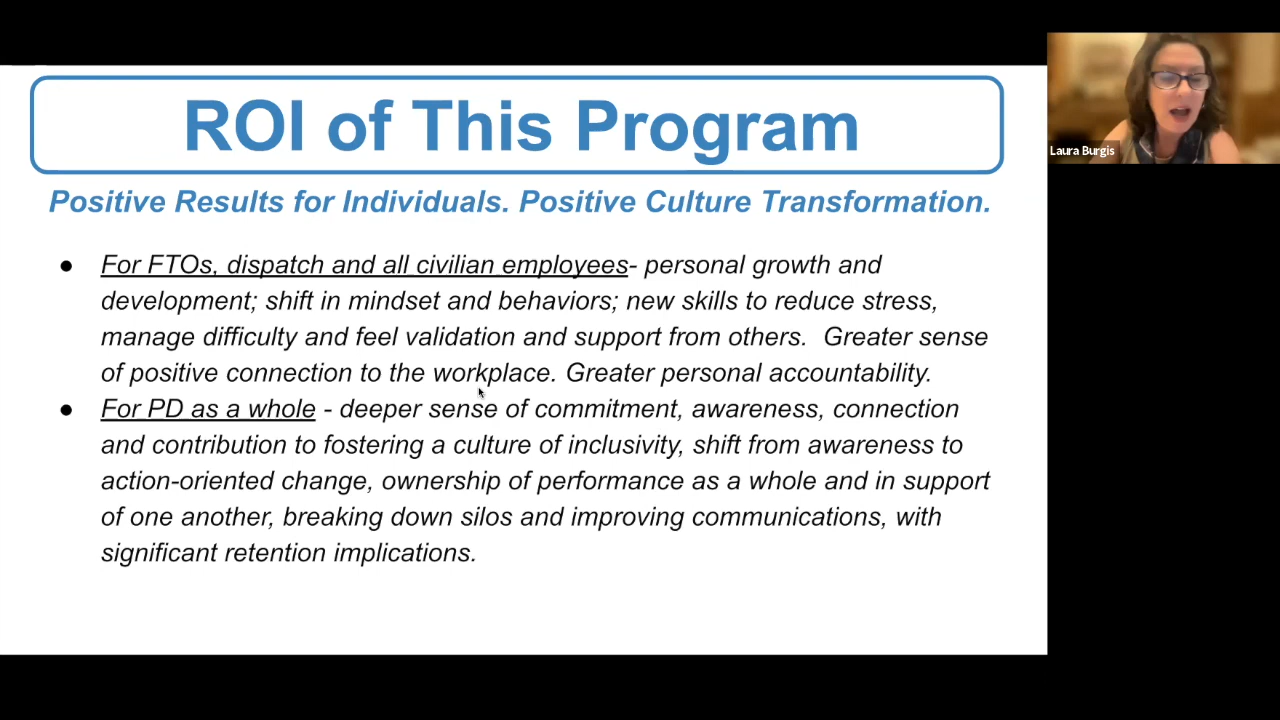 ROI of This Program
Positive Results for Individuals. Positive Culture Transformation.
● For FTOs, dispatch and all civilian employees- personal growth and
development; shift in mindset and behaviors; new skills to reduce stress,
manage difficulty and feel validation and support from others.  Greater sense
of positive connection to the workplace. Greater personal accountability.
● For PD as a whole - deeper sense of commitment, awareness, connection
and contribution to fostering a culture of inclusivity, shift from awareness to
action-oriented change, ownership of performance as a whole and in support
of one another, breaking down silos and improving communications, with
significant retention implications.
Laura Burgis